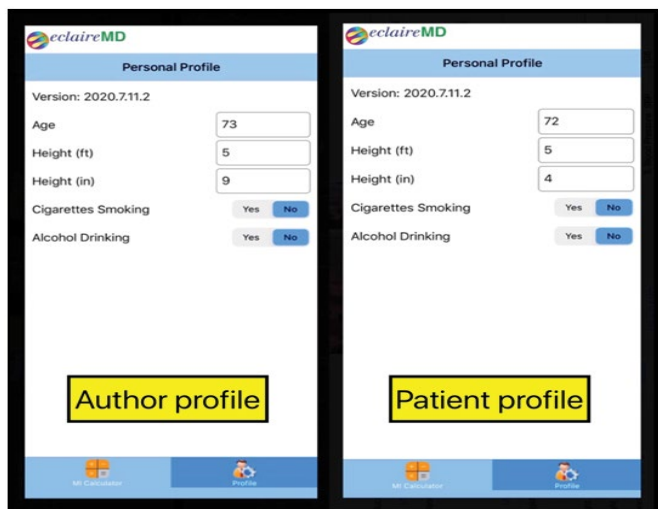 eclaireMD
Personal Profile
Version: 2020.7.11.2
Age 73
Height (ft) 5
Height (in) 9
Cigarettes Smoking Yes No
Alcohol Drinking Yes No
Author profile
MI Calculator Profile
eclaireMD
Personal Profile
Version: 2020.7.11.2
Age 72
Height (ft) 5
Height (in) 4
Cigarettes Smoking Yes No
Alcohol Drinking Yes No
Patient profile
MI Calculator Profile